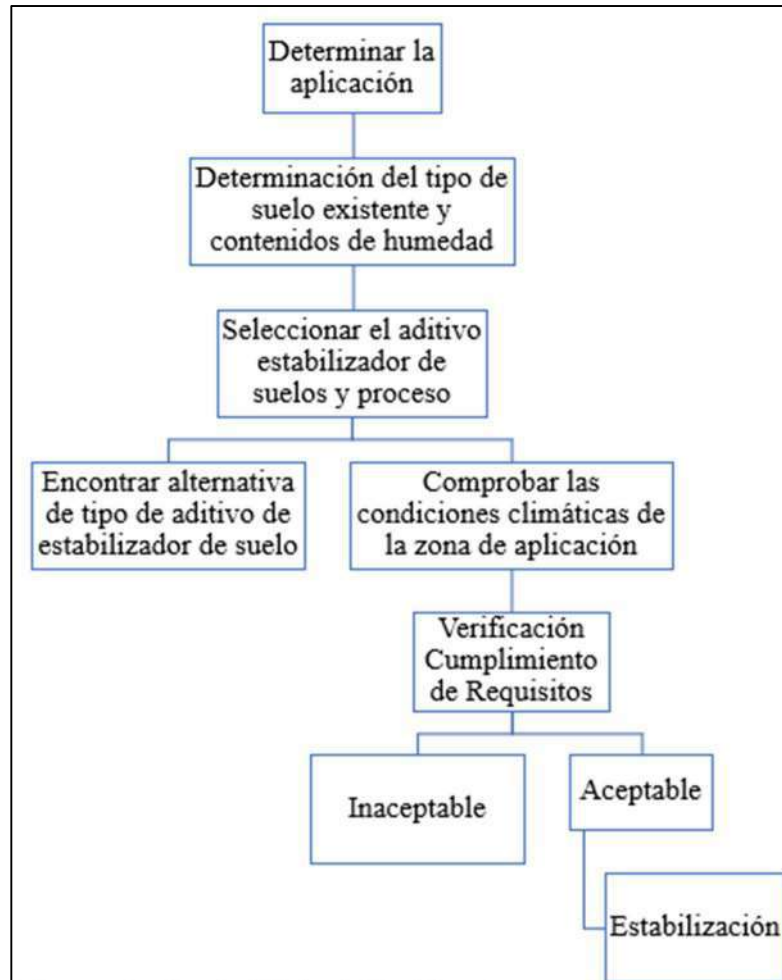 Determinar la
aplicación
Determinación del tipo de
suelo existente y
contenidos de humedad
Seleccionar el aditivo
estabilizador de
suelos y proceso
Encontrar alternativa
de tipo de aditivo de
estabilizador de suelo
Comprobar las
condiciones climáticas de
la zona de aplicación
Verificación
Cumplimiento
de Requisitos
Inaceptable
Aceptable
Estabilización